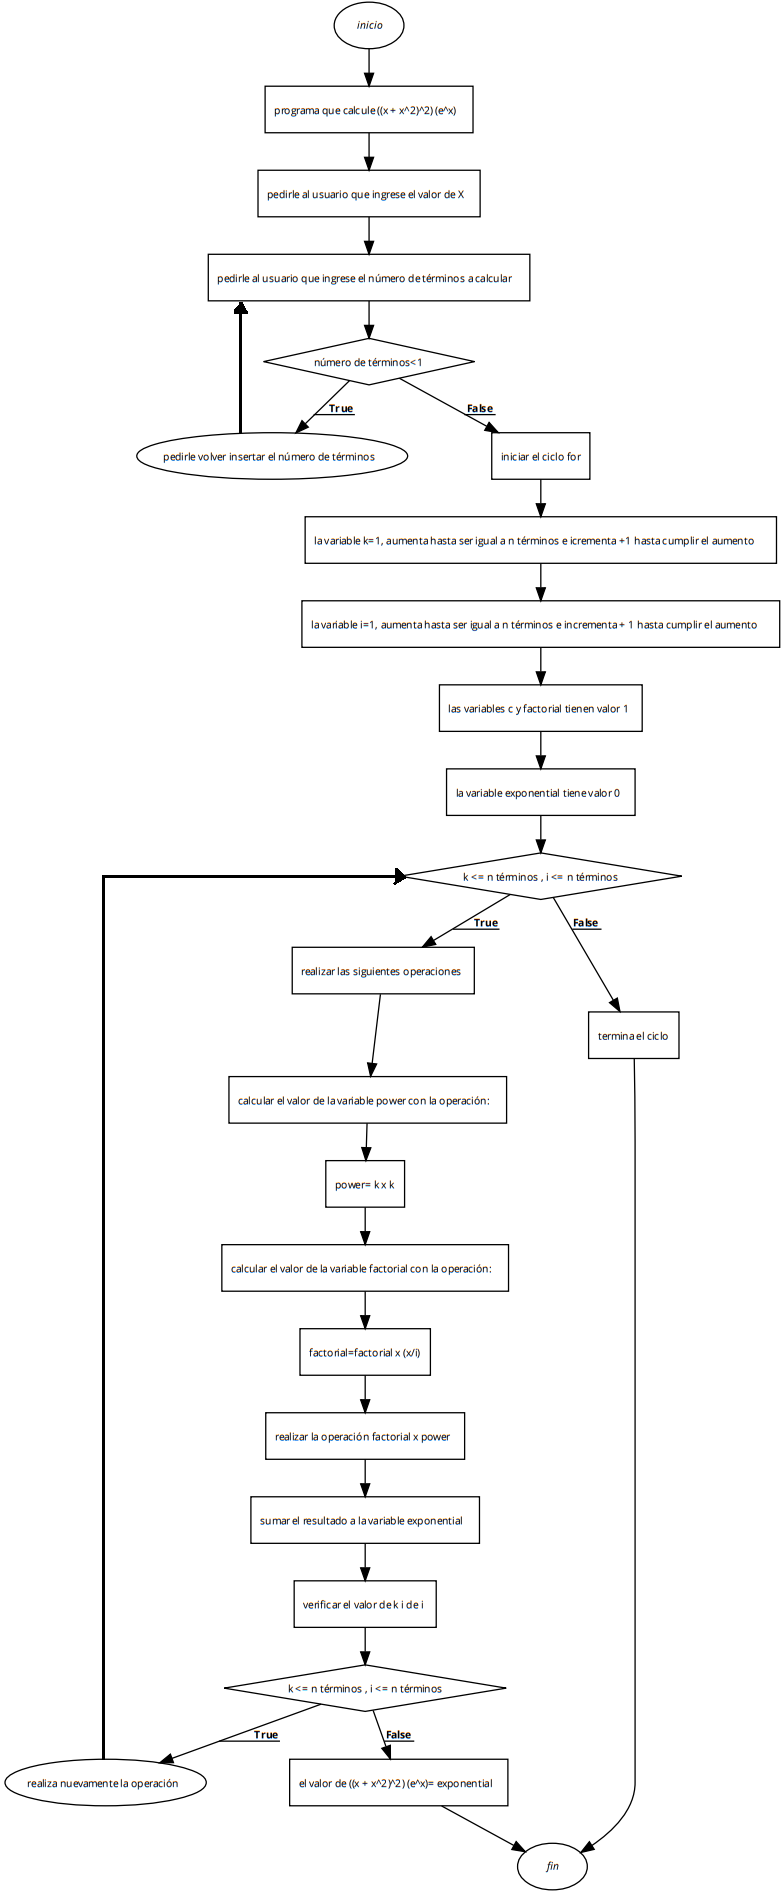 inicio
programa que calcule ((x + x^2)^2) (e^x)
pedirle al usuario que ingrese el valor de X
pedirle al usuario que ingrese el número de términos a calcular
número de términos<1
True
False
pedirle volver insertar el número de términos
iniciar el ciclo for
la variable k=1, aumenta hasta ser igual a n términos e icrementa +1 hasta cumplir el aumento
la variable i=1, aumenta hasta ser igual a n términos e incrementa + 1 hasta cumplir el aumento
las variables c y factorial tienen valor 1
la variable exponential tiene valor 0
k <= n términos , i <= n términos
True
False
realizar las siguientes operaciones
termina el ciclo
calcular el valor de la variable power con la operación:
power= k x k
calcular el valor de la variable factorial con la operación:
factorial=factorial x (x/i)
realizar la operación factorial x power
sumar el resultado a la variable exponential
verificar el valor de k i de i
k <= n términos , i <= n términos
True
False
realiza nuevamente la operación
el valor de ((x + x^2)^2) (e^x)= exponential
fin